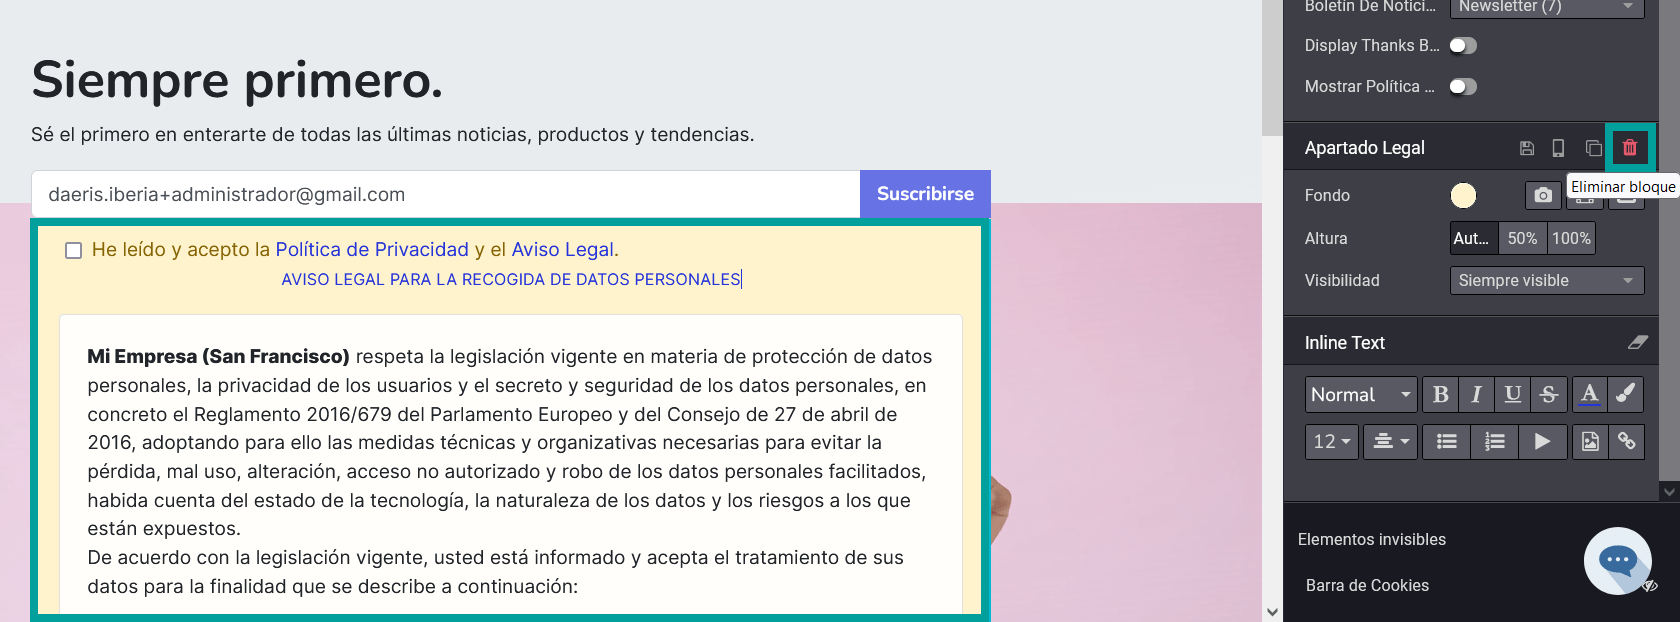 Siempre primero.
Sé el primero en enterarte de todas las últimas noticias, productos y tendencias.
daeris.iberia+administrador@gmail.com
Suscribirse
He leído y acepto la Política de Privacidad y el Aviso Legal.
AVISO LEGAL PARA LA RECOGIDA DE DATOS PERSONALES
Mi Empresa (San Francisco) respeta la legislación vigente en materia de protección de datos
personales, la privacidad de los usuarios y el secreto y seguridad de los datos personales, en
concreto el Reglamento 2016/679 del Parlamento Europeo y del Consejo de 27 de abril de
2016, adoptando para ello las medidas técnicas y organizativas necesarias para evitar la
pérdida, mal uso, alteración, acceso no autorizado y robo de los datos personales facilitados,
habida cuenta del estado de la tecnología, la naturaleza de los datos y los riesgos a los que
están expuestos.
De acuerdo con la legislación vigente, usted está informado y acepta el tratamiento de sus
datos para la finalidad que se describe a continuación:
Boletín De Notici... Newsletter (7)
Display Thanks B...
Mostrar Política ...
Apartado Legal
Eliminar bloque
Fondo
Altura Aut... 50% 100%
Visibilidad Siempre visible
Inline Text
Normal B I U S A
12
Elementos invisibles
Barra de Cookies